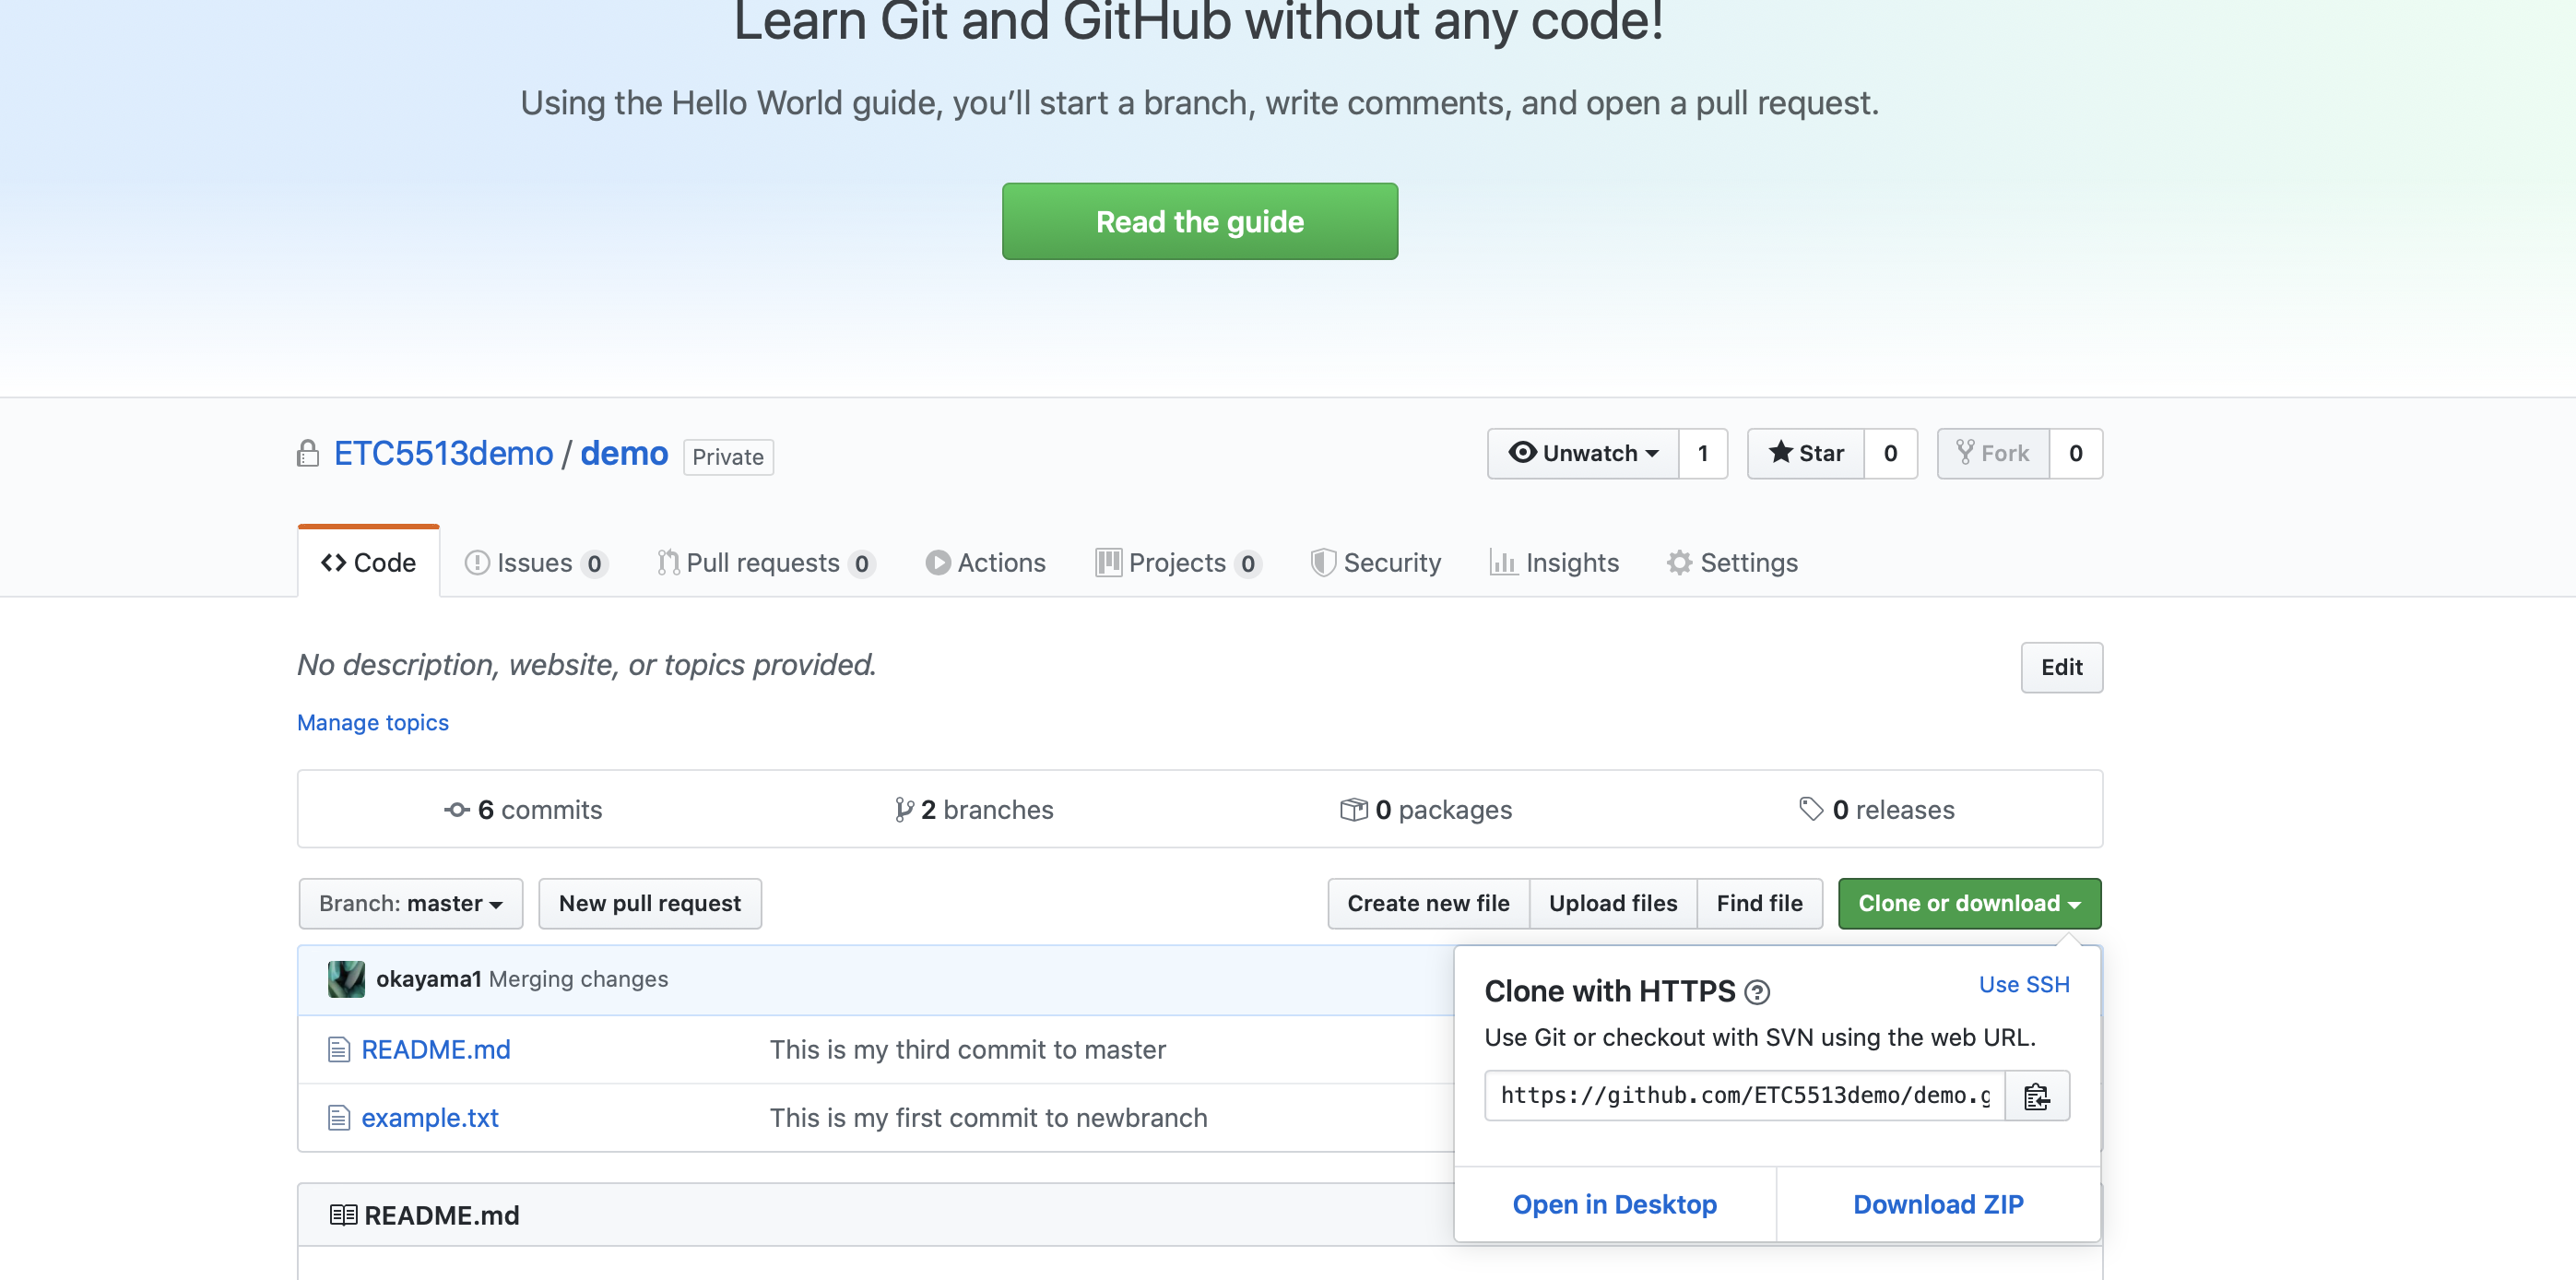 Learn Git and GitHub without any code!
Using the Hello World guide, you’ll start a branch, write comments, and open a pull request.
Read the guide
ETC5513demo / demo Private
Unwatch 1 Star 0 Fork 0
Code Issues 0 Pull requests 0 Actions Projects 0 Security Insights Settings
No description, website, or topics provided. Edit
Manage topics
6 commits 2 branches 0 packages 0 releases
Branch: master New pull request Create new file Upload files Find file Clone or download
okayama1 Merging changes
README.md This is my third commit to master
example.txt This is my first commit to newbranch
README.md
Clone with HTTPS Use SSH
Use Git or checkout with SVN using the web URL.
https://github.com/ETC5513demo/demo.g
Open in Desktop Download ZIP